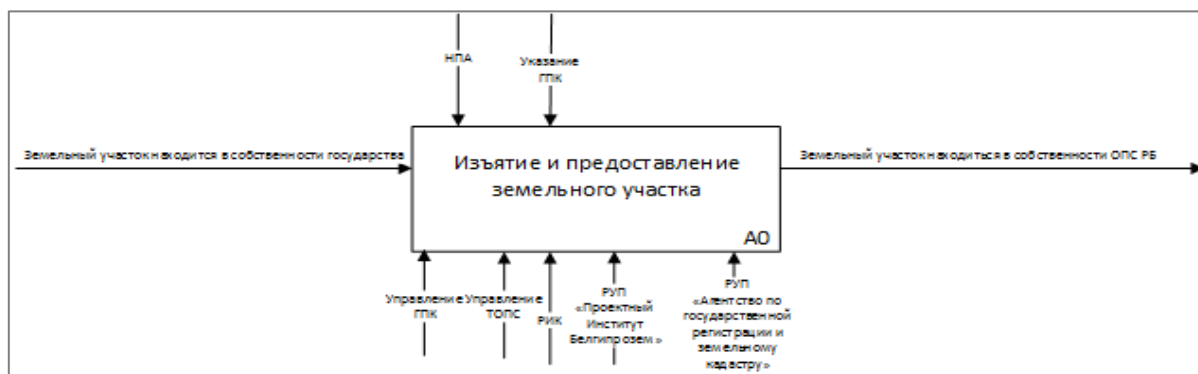 НПА
Указание
ГПК
Земельный участок находится в собственности государства
Изъятие и предоставление
земельного участка
A0
Земельный участок находиться в собственности ОПС РБ
Управление
ГПК
Управление
ТОПС
РИК
РУП
«Проектный
Институт
Белгипрозем»
РУП
«Агентство по
государственной
регистрации и
земельному
кадастру»